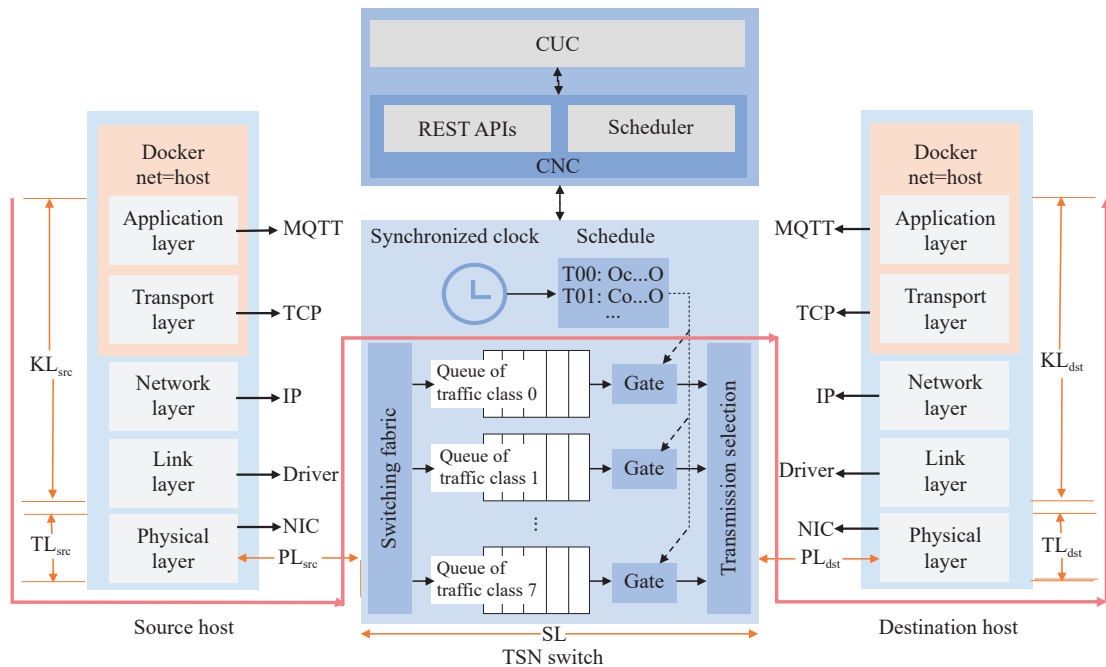 CUC
REST APIs
Scheduler
CNC
Docker
net=host
Application
layer
MQTT
Transport
layer
TCP
Network
layer
IP
Link
layer
Driver
Physical
layer
NIC
KLsrc
TLsrc
PLsrc
Source host
Synchronized clock
Schedule
T00: Oc...O
T01: Co...O
...
Switching fabric
Queue of
traffic class 0
Gate
Queue of
traffic class 1
Gate
...
Queue of
traffic class 7
Gate
Transmission selection
SL
TSN switch
Docker
net=host
Application
layer
MQTT
Transport
layer
TCP
Network
layer
IP
Link
layer
Driver
Physical
layer
NIC
KLdst
TLdst
PLdst
Destination host